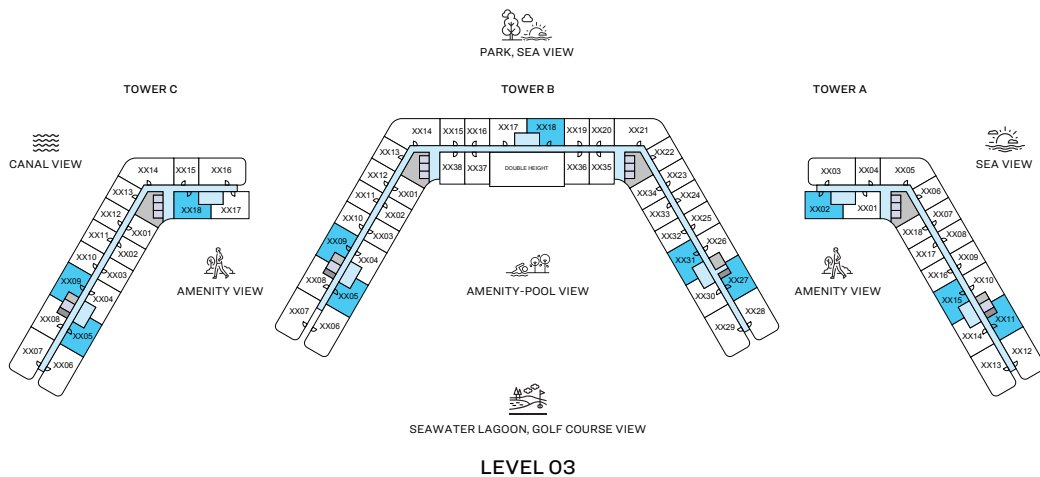 PARK, SEA VIEW
TOWER C
TOWER B
TOWER A
CANAL VIEW
SEA VIEW
XX14
XX15
XX16
XX13
XX12
XX11
XX10
XX09
XX08
XX07
XX06
XX05
XX04
XX03
XX02
XX01
XX18
XX17
AMENITY VIEW
XX14
XX15
XX16
XX17
XX18
XX19
XX20
XX21
XX13
XX12
XX11
XX10
XX09
XX08
XX07
XX06
XX05
XX04
XX03
XX02
XX01
XX38
XX37
DOUBLE HEIGHT
XX36
XX35
XX22
XX23
XX24
XX25
XX26
XX27
XX28
XX29
XX30
XX31
XX32
XX33
XX34
AMENITY-POOL VIEW
XX03
XX04
XX05
XX02
XX01
XX06
XX07
XX08
XX09
XX10
XX11
XX12
XX13
XX14
XX15
XX16
XX17
XX18
AMENITY VIEW
SEAWATER LAGOON, GOLF COURSE VIEW
LEVEL 03